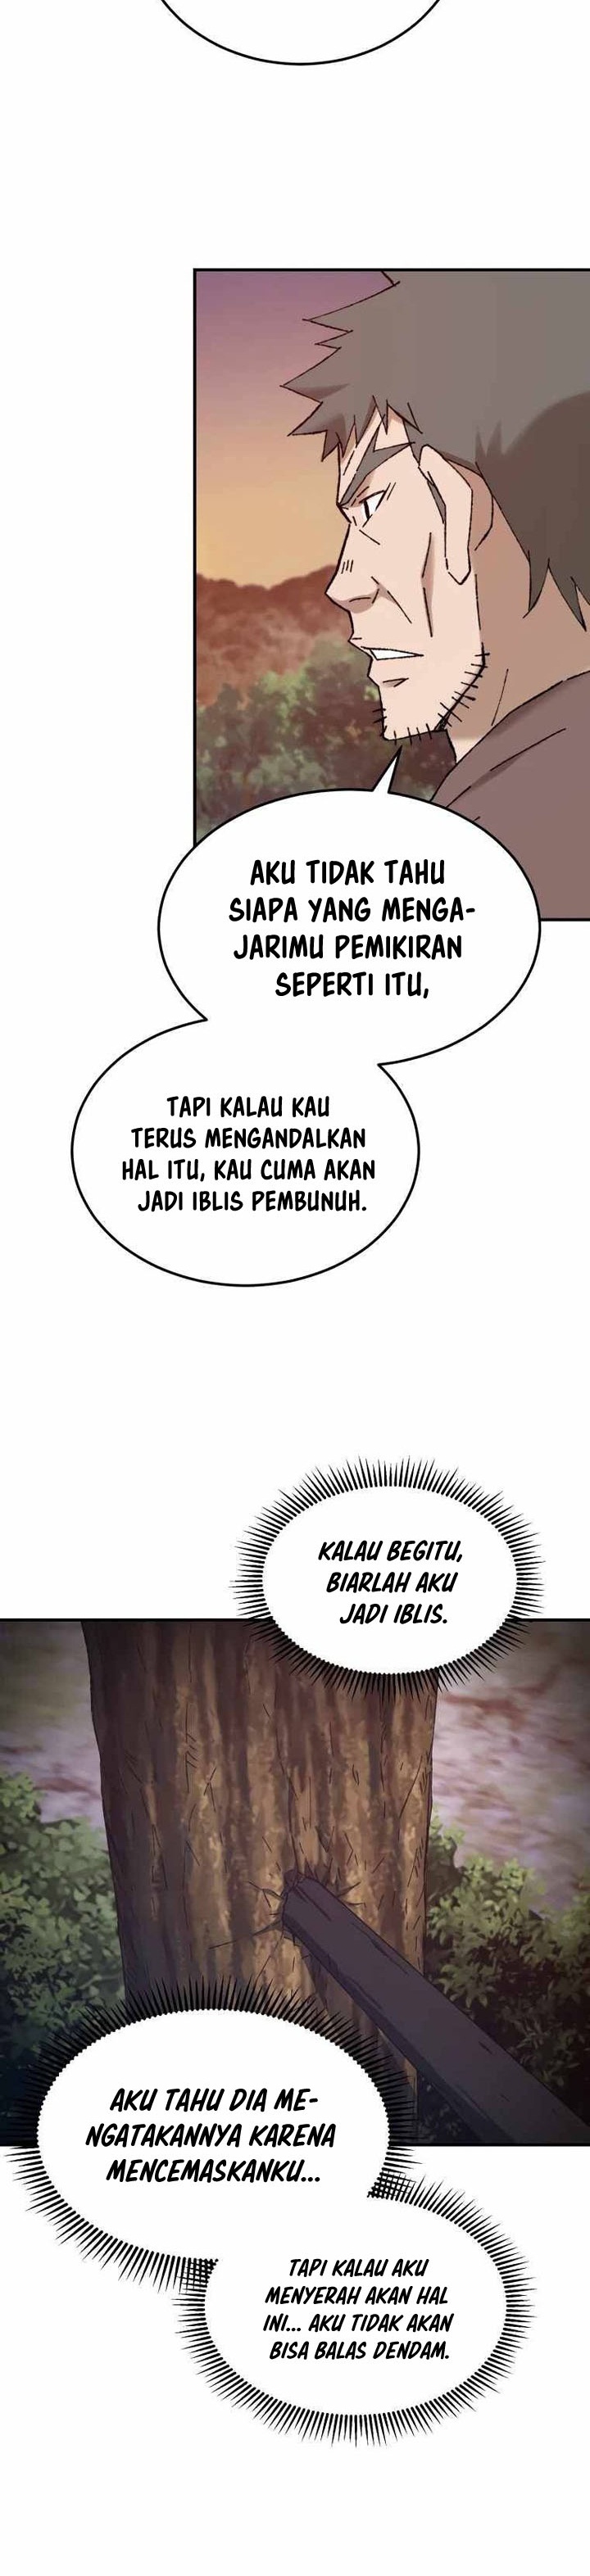 AKU TIDAK TAHU
SIAPA YANG MENGA-
JARIMU PEMIKIRAN
SEPERTI ITU,
TAPI KALAU KAU
TERUS MENGANDALKAN
HAL ITU, KAU CUMA AKAN
JADI IBLIS PEMBUNUH.
KALAU BEGITU,
BIARLAH AKU
JADI IBLIS.
AKU TAHU DIA ME-
NGATAKANNYA KARENA
MENCEMASKANKU...
TAPI KALAU AKU
MENYERAH AKAN HAL
INI... AKU TIDAK AKAN
BISA BALAS DENDAM.